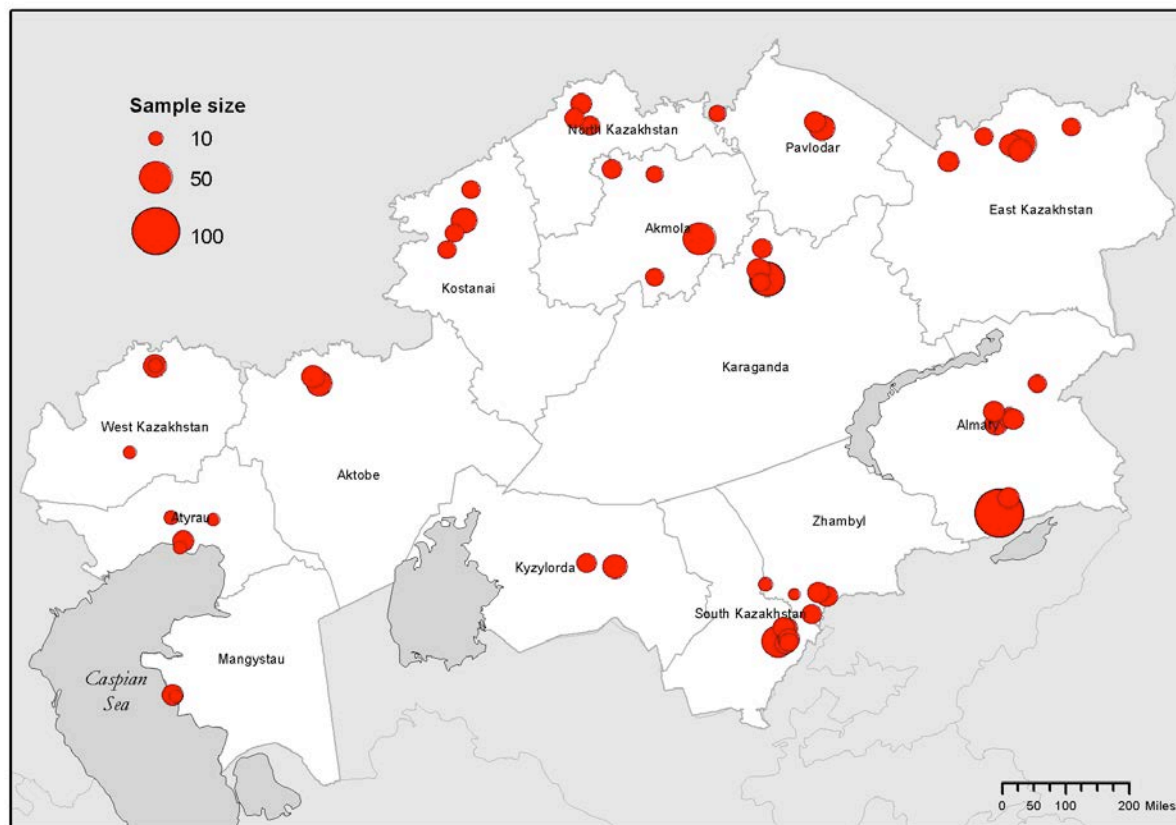 Sample size
10
50
100
North Kazakhstan
Pavlodar
East Kazakhstan
Akmola
Kostanai
Karaganda
West Kazakhstan
Almaty
Aktobe
Atyrau
Zhambyl
Kyzylorda
South Kazakhstan
Mangystau
Caspian
Sea
0 50 100 200 Miles